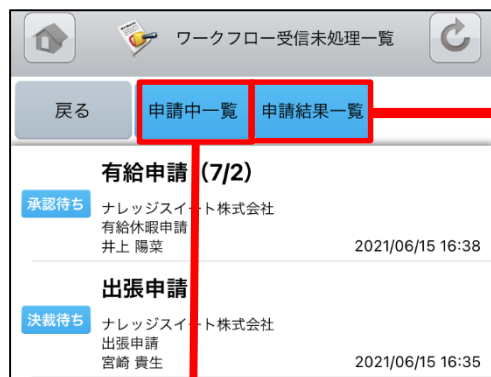 ワークフロー受信未処理一覧
戻る
申請中一覧
申請結果一覧
有給申請（7/2）
承認待ち
ナレッジスイート株式会社
有給休暇申請
井上 陽菜
2021/06/15 16:38
出張申請
決裁待ち
ナレッジスイート株式会社
出張申請
宮崎 貴生
2021/06/15 16:35